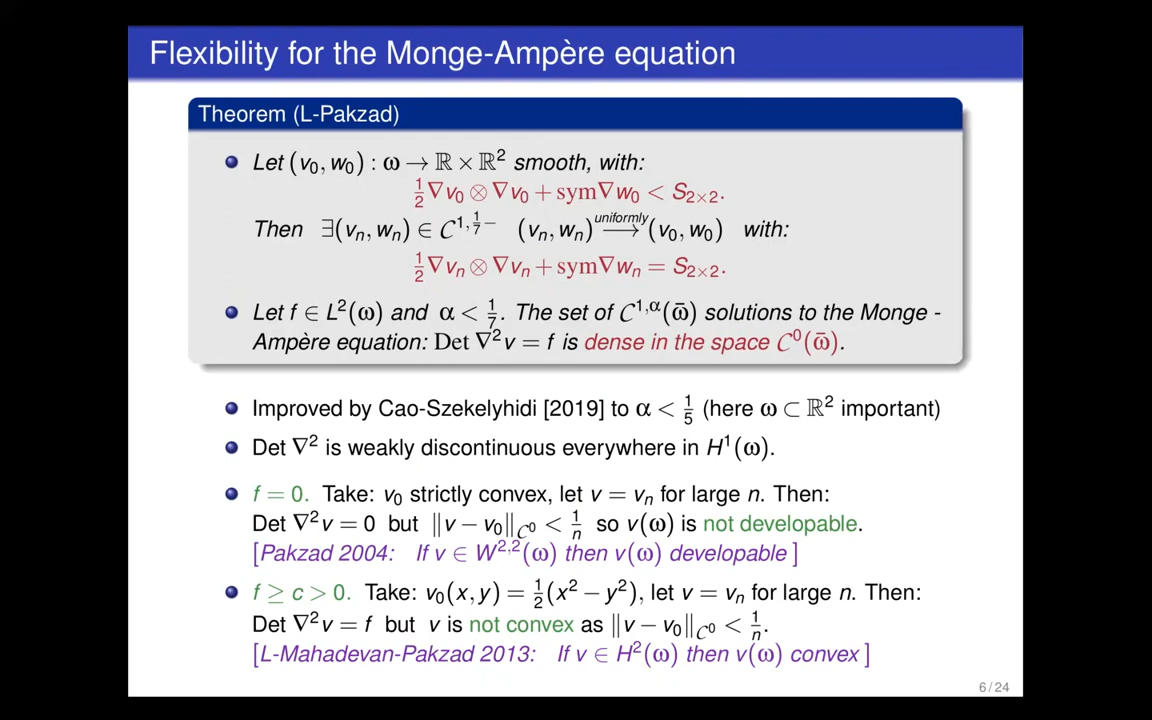 Flexibility for the Monge-Ampère equation
Theorem (L-Pakzad)
Let (v₀, w₀) : ω → ℝ × ℝ² smooth, with:
½∇v₀ ⊗ ∇v₀ + sym∇w₀ < S₂ₓ₂.
Then ∃(vₙ, wₙ) ∈ 𝒞^{1,1/7−} (vₙ, wₙ) \overset{uniformly}{⟶} (v₀, w₀) with:
½∇vₙ ⊗ ∇vₙ + sym∇wₙ = S₂ₓ₂.
Let f ∈ L²(ω) and α < 1/7. The set of 𝒞^{1,α}(ω̄) solutions to the Monge -
Ampère equation: Det ∇²v = f is dense in the space 𝒞⁰(ω̄).
Improved by Cao-Szekelyhidi [2019] to α < 1/5 (here ω ⊂ ℝ² important)
Det ∇² is weakly discontinuous everywhere in H¹(ω).
f = 0. Take: v₀ strictly convex, let v = vₙ for large n. Then:
Det ∇²v = 0 but ‖v − v₀‖_{𝒞⁰} < 1/n so v(ω) is not developable.
[Pakzad 2004: If v ∈ W^{2,2}(ω) then v(ω) developable ]
f ≥ c > 0. Take: v₀(x, y) = ½(x² − y²), let v = vₙ for large n. Then:
Det ∇²v = f but v is not convex as ‖v − v₀‖_{𝒞⁰} < 1/n.
[L-Mahadevan-Pakzad 2013: If v ∈ H²(ω) then v(ω) convex ]
6 / 24